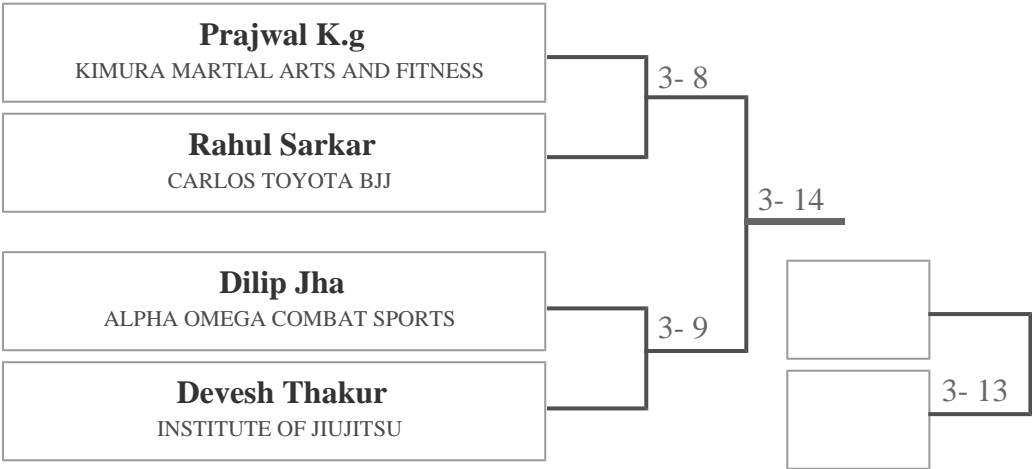 Prajwal K.g
KIMURA MARTIAL ARTS AND FITNESS
3- 8
Rahul Sarkar
CARLOS TOYOTA BJJ
3- 14
Dilip Jha
ALPHA OMEGA COMBAT SPORTS
3- 9
Devesh Thakur
INSTITUTE OF JIUJITSU
3- 13